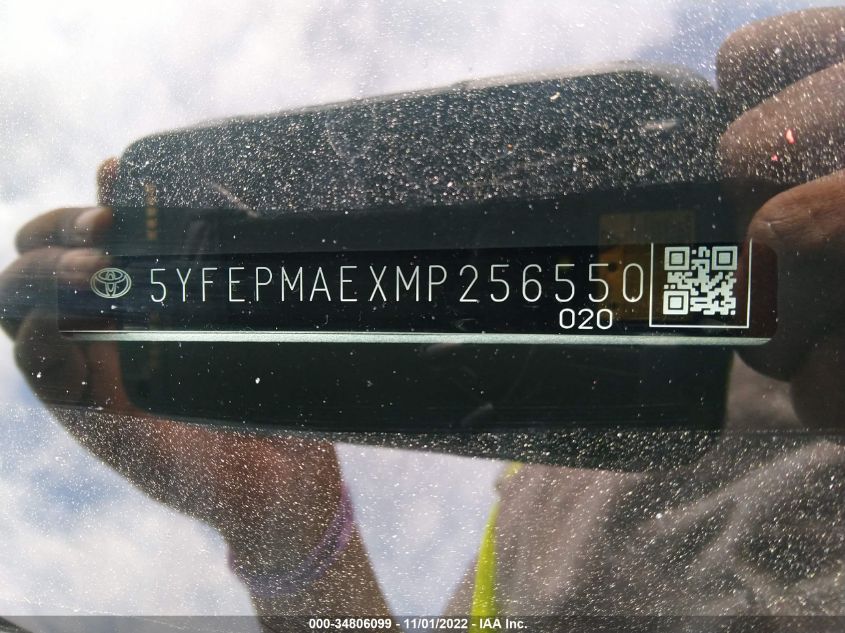 5YFEPMAEXMP256550
020
000-34806099 - 11/01/2022 - IAA Inc.